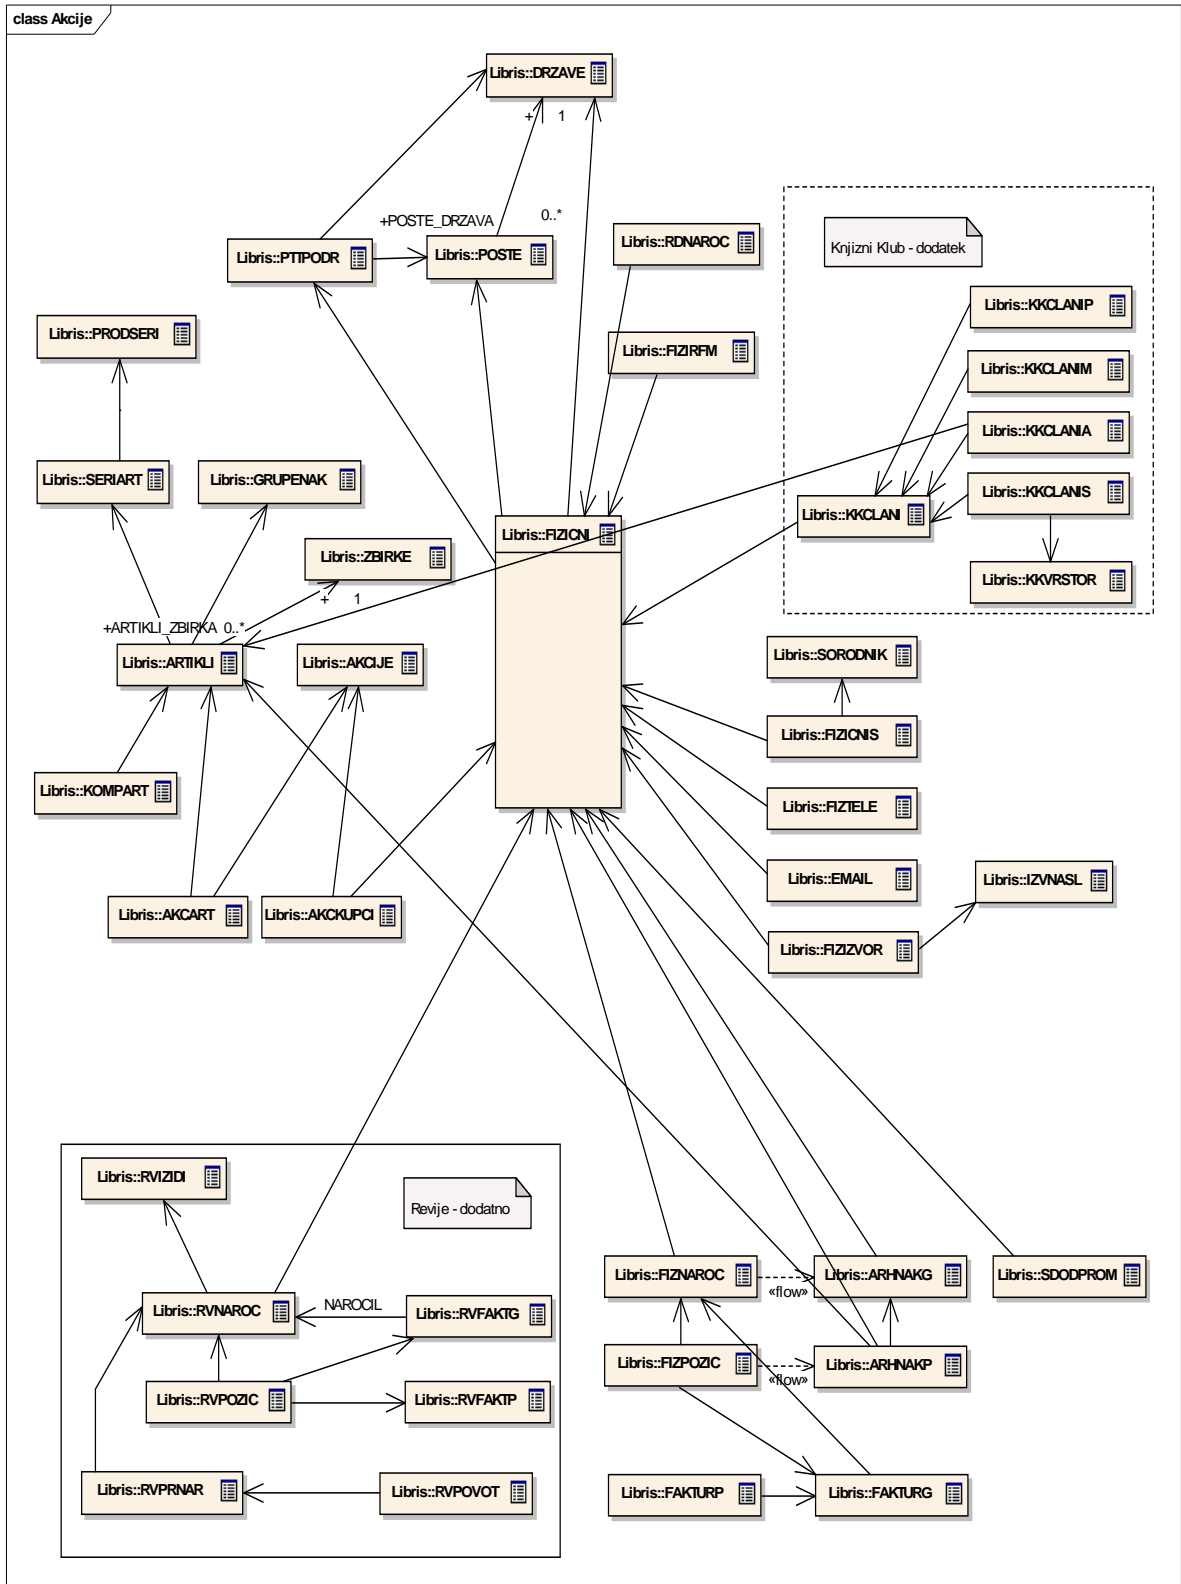 class Akcije
Libris::DRZAVE
+
1
+POSTE_DRZAVA
0..*
Libris::PTTPODR
Libris::POSTE
Libris::RDNAROC
Knjizni Klub - dodatek
Libris::KKCLANIP
Libris::PRODSERI
Libris::FIZIRFM
Libris::KKCLANIM
Libris::KKCLANIA
Libris::SERIART
Libris::GRUPENAK
Libris::KKCLANIS
Libris::KKCLANI
Libris::FIZICNI
Libris::ZBIRKE
Libris::KKVRSTOR
+
1
+ARTIKLI_ZBIRKA 0..*
Libris::ARTIKLI
Libris::AKCIJE
Libris::SORODNIK
Libris::FIZICNIS
Libris::KOMPART
Libris::FIZTELE
Libris::EMAIL
Libris::IZVNASL
Libris::AKCART
Libris::AKCKUPCI
Libris::FIZIZVOR
Libris::RVIZIDI
Revije - dodatno
Libris::FIZNAROC
«flow»
Libris::ARHNAKG
Libris::SDODPROM
Libris::RVNAROC
NAROCIL
Libris::RVFAKTG
Libris::FIZPOZIC
«flow»
Libris::ARHNAKP
Libris::RVPOZIC
Libris::RVFAKTP
Libris::RVPRNAR
Libris::RVPOVOT
Libris::FAKTURP
Libris::FAKTURG